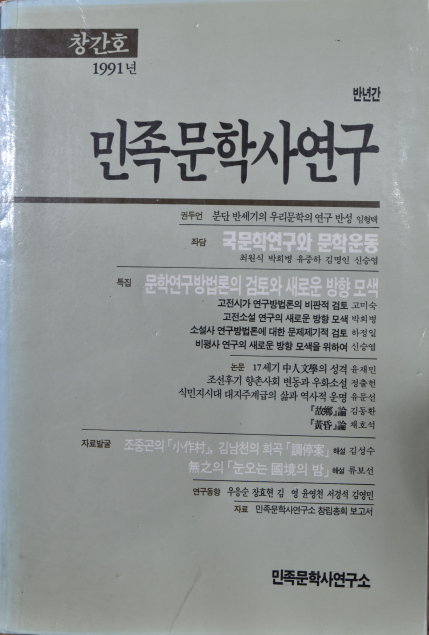 창간호
1991년
반년간
민족문학사연구
권두언 분단 반세기의 우리문학의 연구 반성 임형택
좌담 국문학연구와 문학운동
최원식 박희병 유중하 김명인 신승엽
특집 문학연구방법론의 검토와 새로운 방향 모색
고전시가 연구방법론의 비판적 검토 고미숙
고전소설 연구의 새로운 방향 모색 박희병
소설사 연구방법론에 대한 문제제기적 검토 하정일
비평사 연구의 새로운 방향 모색을 위하여 신승엽
논문 17세기 中人文學의 성격 윤재민
조선후기 향촌사회 변동과 우화소설 정출헌
식민지시대 대지주계급의 삶과 역사적 운명 유문선
『故鄕』論 김동환
『黃昏』論 채호석
자료발굴 조중곤의 「小作村」, 김남천의 희곡 「調停案」 해설 김성수
無之의 「눈오는 國境의 밤」 해설 류보선
연구동향 우응순 장효현 김 영 윤영천 서경석 김영민
자료 민족문학사연구소 창립총회 보고서
민족문학사연구소